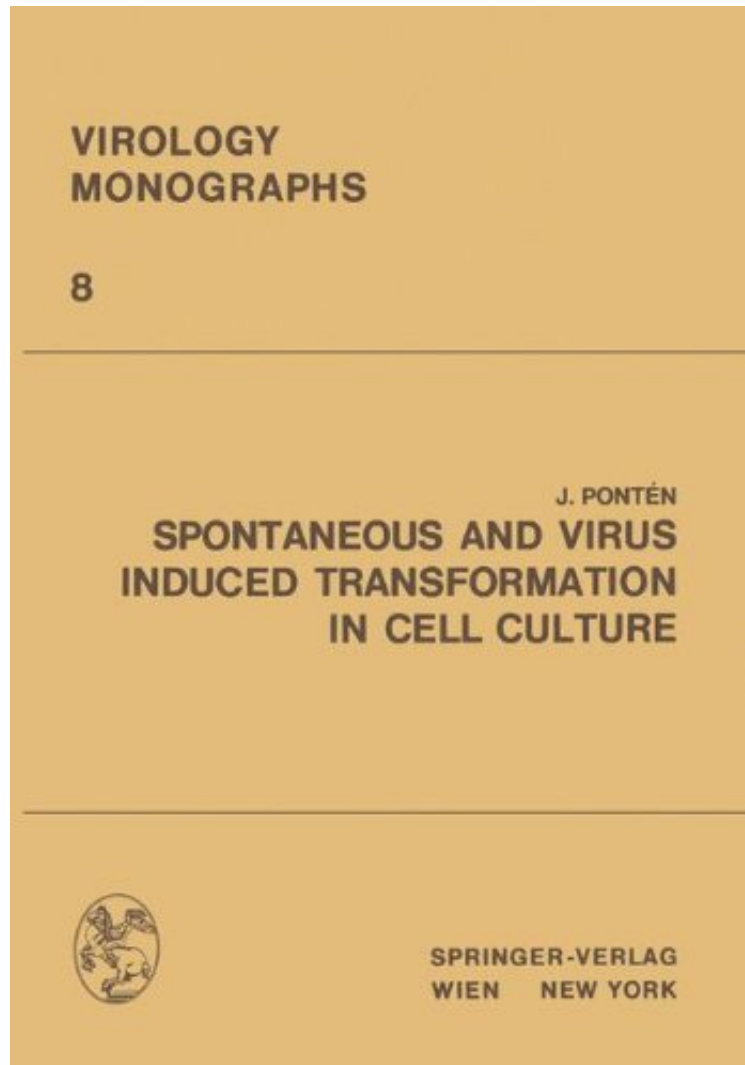 VIROLOGY
MONOGRAPHS
8
J. PONTÉN
SPONTANEOUS AND VIRUS
INDUCED TRANSFORMATION
IN CELL CULTURE
SPRINGER-VERLAG
WIEN NEW YORK